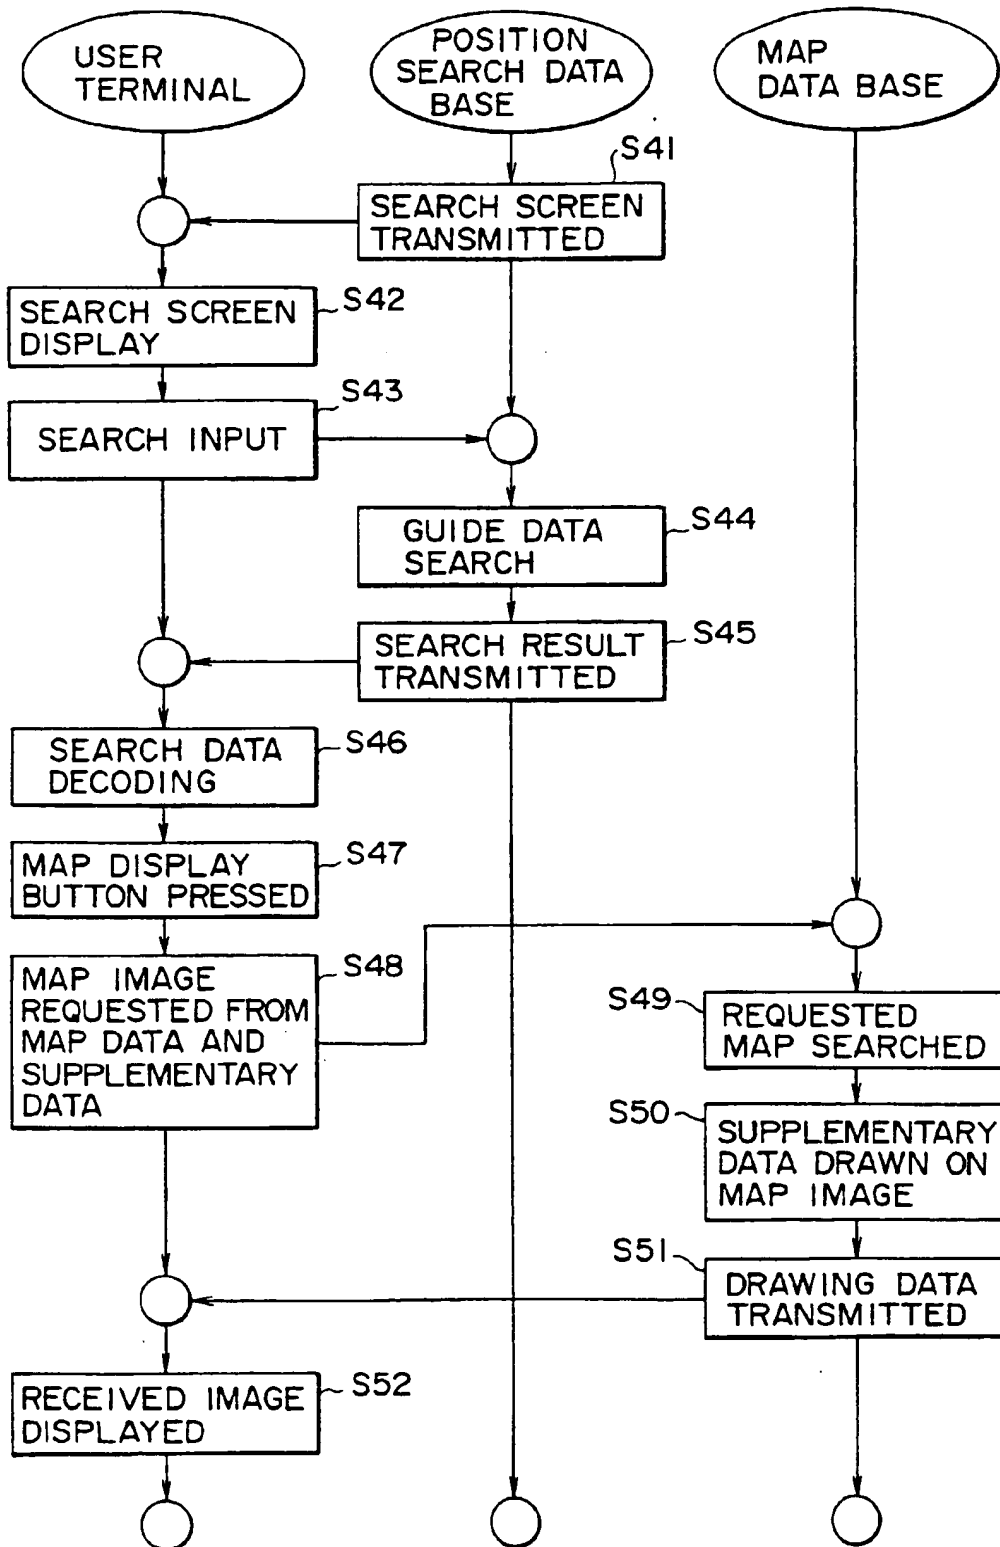 USER
TERMINAL
POSITION
SEARCH DATA
BASE
MAP
DATA BASE
S41
SEARCH SCREEN
TRANSMITTED
S42
SEARCH SCREEN
DISPLAY
S43
SEARCH INPUT
S44
GUIDE DATA
SEARCH
S45
SEARCH RESULT
TRANSMITTED
S46
SEARCH DATA
DECODING
S47
MAP DISPLAY
BUTTON PRESSED
S48
MAP IMAGE
REQUESTED FROM
MAP DATA AND
SUPPLEMENTARY
DATA
S49
REQUESTED
MAP SEARCHED
S50
SUPPLEMENTARY
DATA DRAWN ON
MAP IMAGE
S51
DRAWING DATA
TRANSMITTED
S52
RECEIVED IMAGE
DISPLAYED